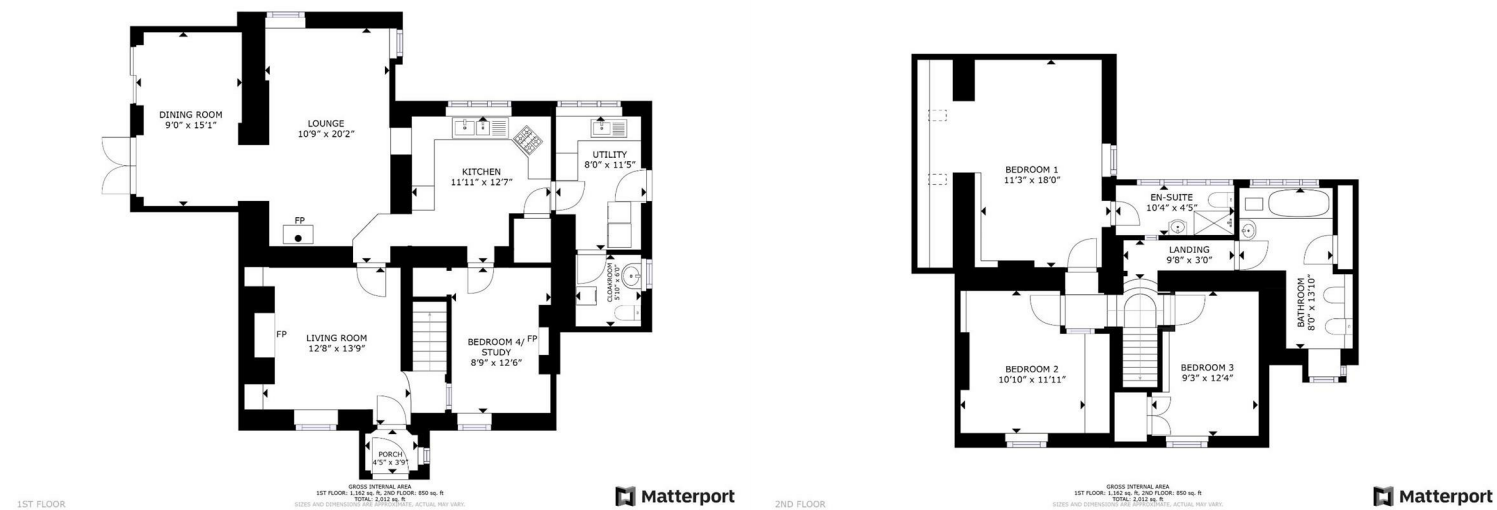 DINING ROOM
9'0" x 15'1"
LOUNGE
10'9" x 20'2"
FP
KITCHEN
11'11" x 12'7"
UTILITY
8'0" x 11'5"
CLOAKROOM
5'10" x 6'0"
LIVING ROOM
12'8" x 13'9"
FP
BEDROOM 4/
STUDY
8'9" x 12'6"
FP
PORCH
4'5" x 3'9"
GROSS INTERNAL AREA
1ST FLOOR: 1,162 sq. ft, 2ND FLOOR: 850 sq. ft
TOTAL: 2,012 sq. ft
SIZES AND DIMENSIONS ARE APPROXIMATE, ACTUAL MAY VARY.
1ST FLOOR
Matterport
BEDROOM 1
11'3" x 18'0"
EN-SUITE
10'4" x 4'5"
LANDING
9'8" x 3'0"
BATHROOM
8'0" x 13'10"
BEDROOM 2
10'10" x 11'11"
BEDROOM 3
9'3" x 12'4"
GROSS INTERNAL AREA
1ST FLOOR: 1,162 sq. ft, 2ND FLOOR: 850 sq. ft
TOTAL: 2,012 sq. ft
SIZES AND DIMENSIONS ARE APPROXIMATE, ACTUAL MAY VARY.
2ND FLOOR
Matterport